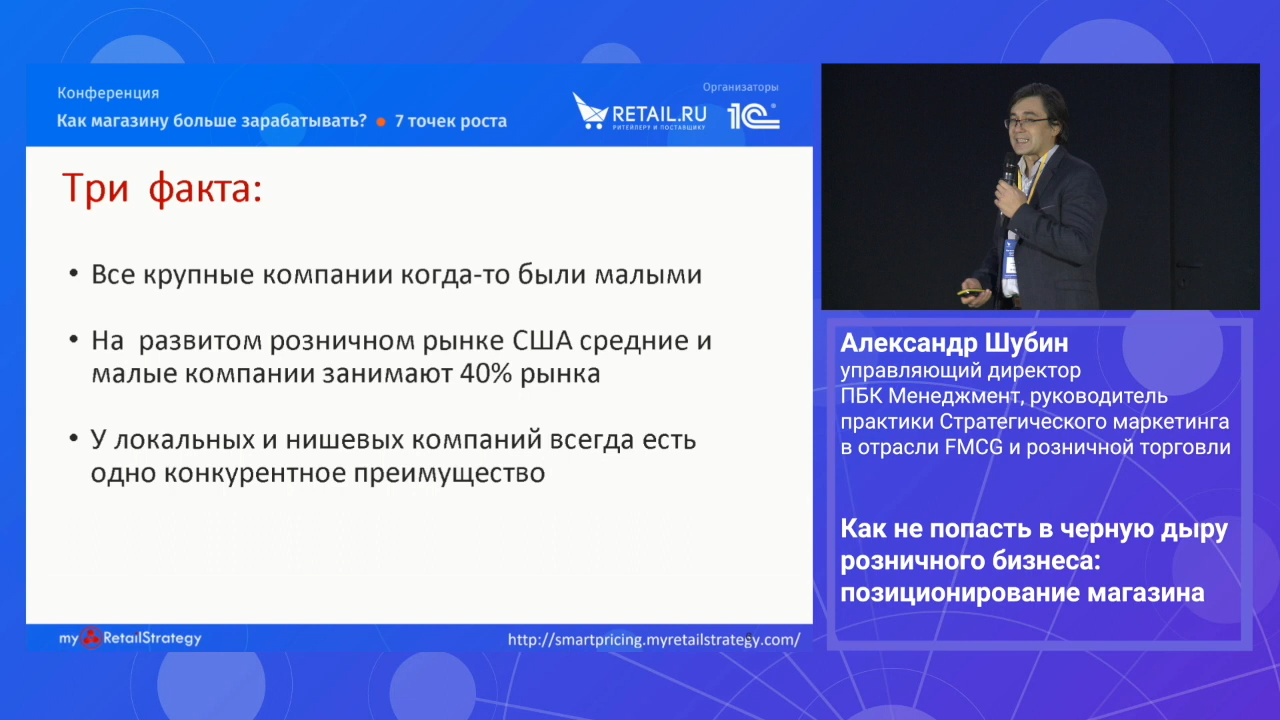 Конференция
Как магазину больше зарабатывать? • 7 точек роста
Организаторы
RETAIL.RU
РИТЕЙЛЕРУ И ПОСТАВЩИКУ
1С®
Три факта:
• Все крупные компании когда-то были малыми
• На развитом розничном рынке США средние и
малые компании занимают 40% рынка
• У локальных и нишевых компаний всегда есть
одно конкурентное преимущество
my RetailStrategy
http://smartpricing.myretailstrategy.com/
Александр Шубин
управляющий директор
ПБК Менеджмент, руководитель
практики Стратегического маркетинга
в отрасли FMCG и розничной торговли
Как не попасть в черную дыру
розничного бизнеса:
позиционирование магазина